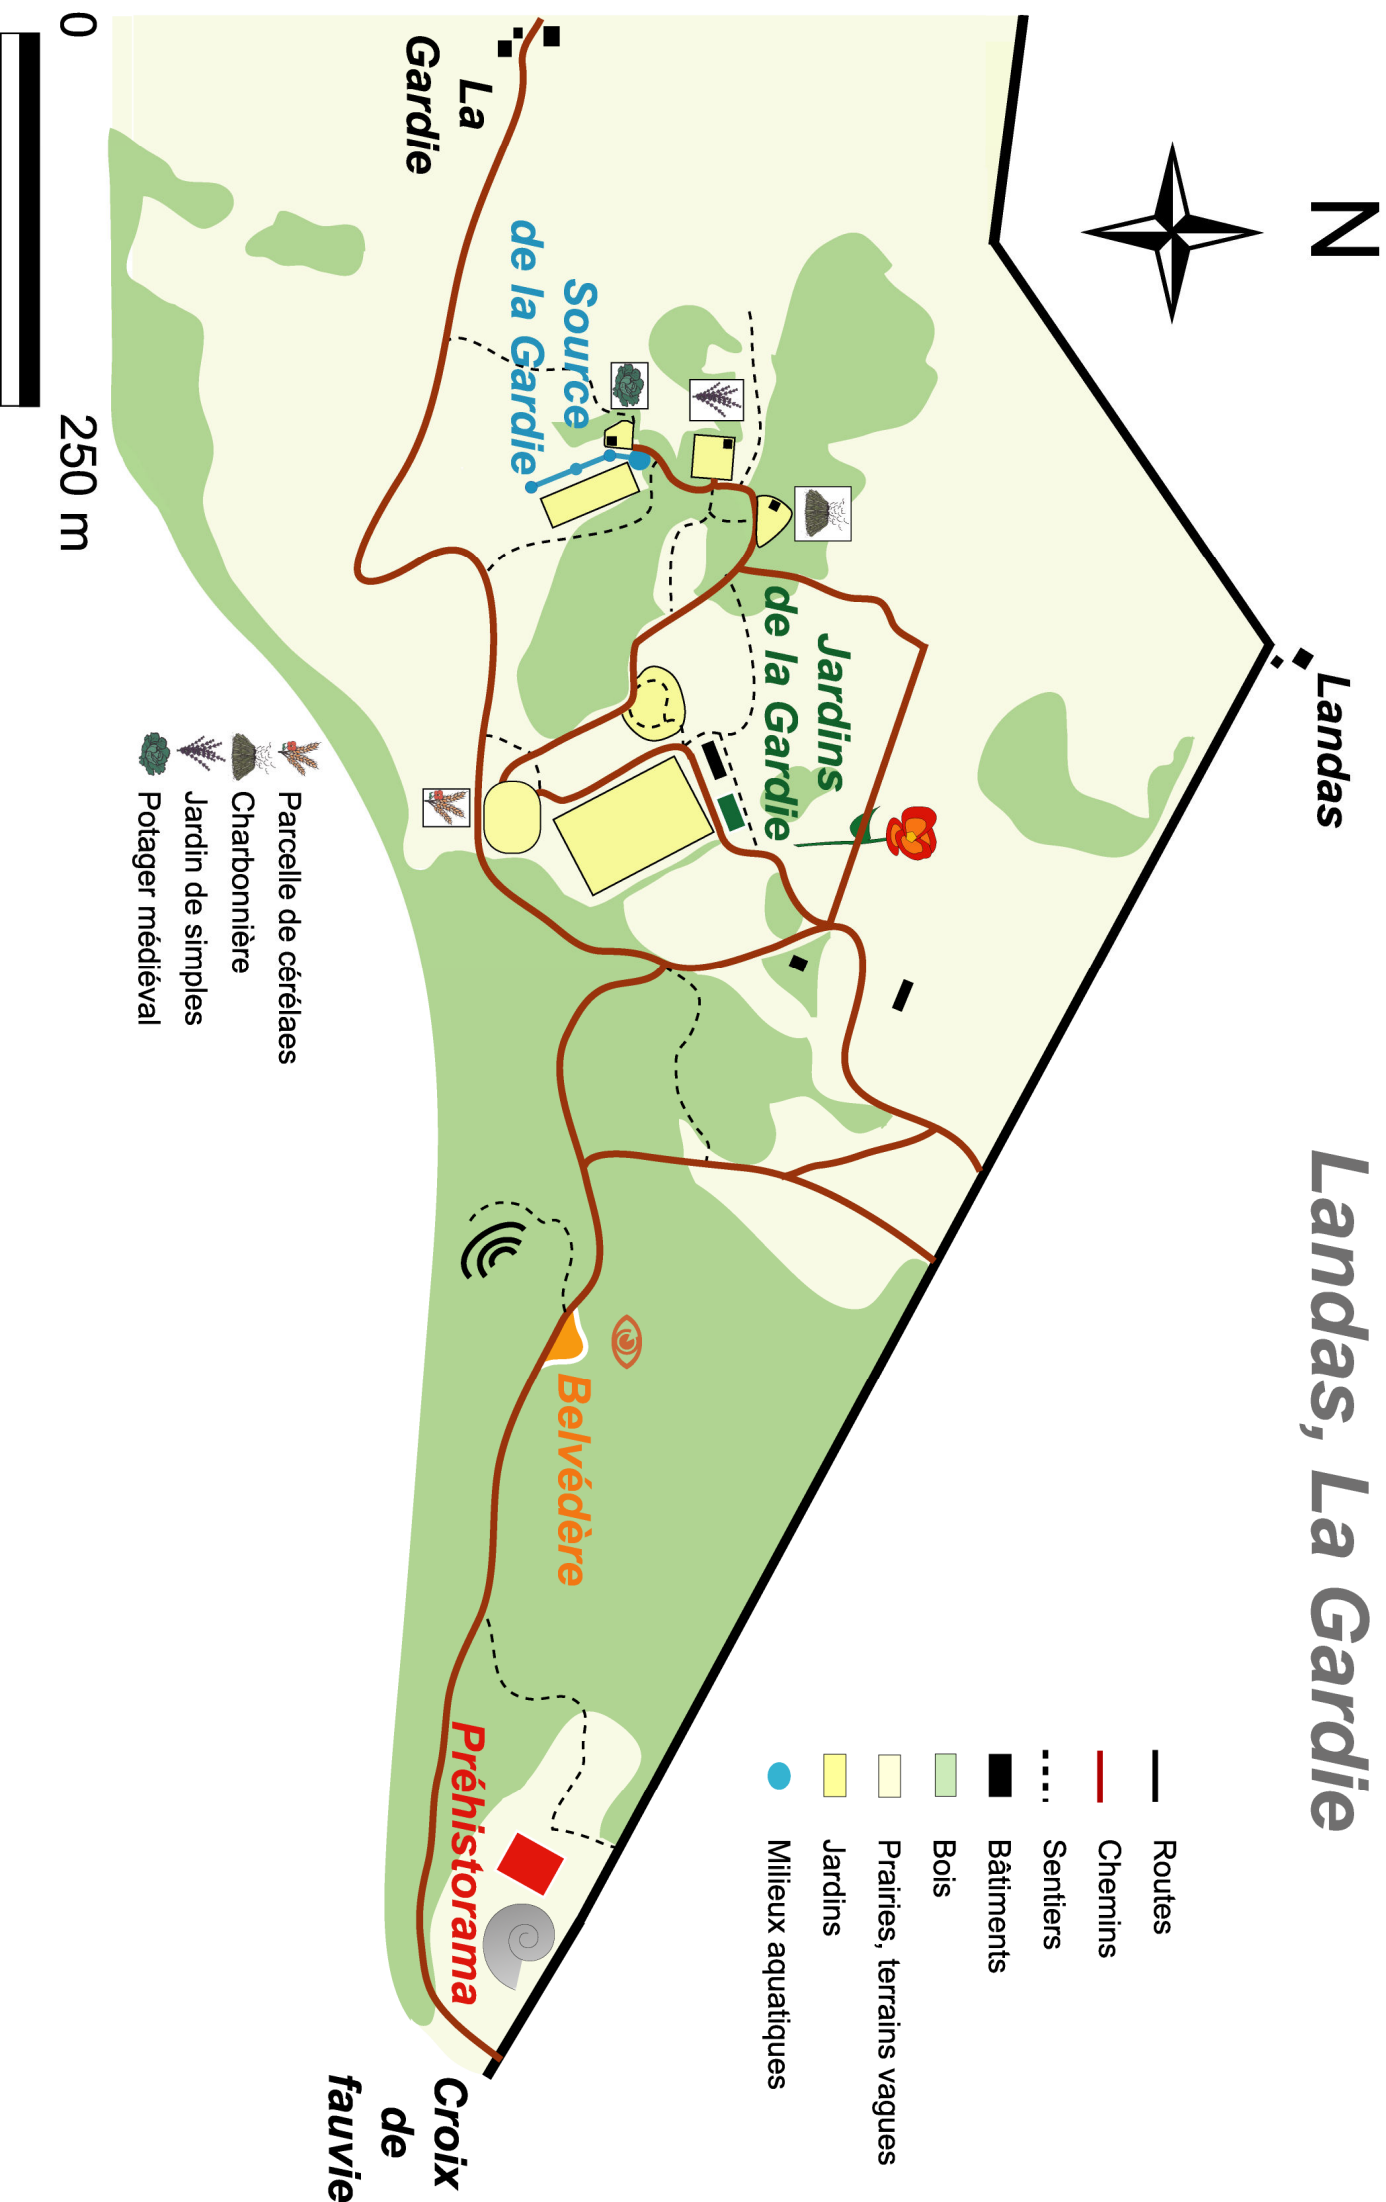 Landas, La Gardie
N
Landas
Routes
Chemins
Sentiers
Bâtiments
Bois
Prairies, terrains vagues
Jardins
Milieux aquatiques
Jardins
de la Gardie
Source
de la Gardie
La
Gardie
Belvédère
Préhistorama
Croix
de
fauvie
Parcelle de cérélaes
Charbonnière
Jardin de simples
Potager médiéval
0
250 m